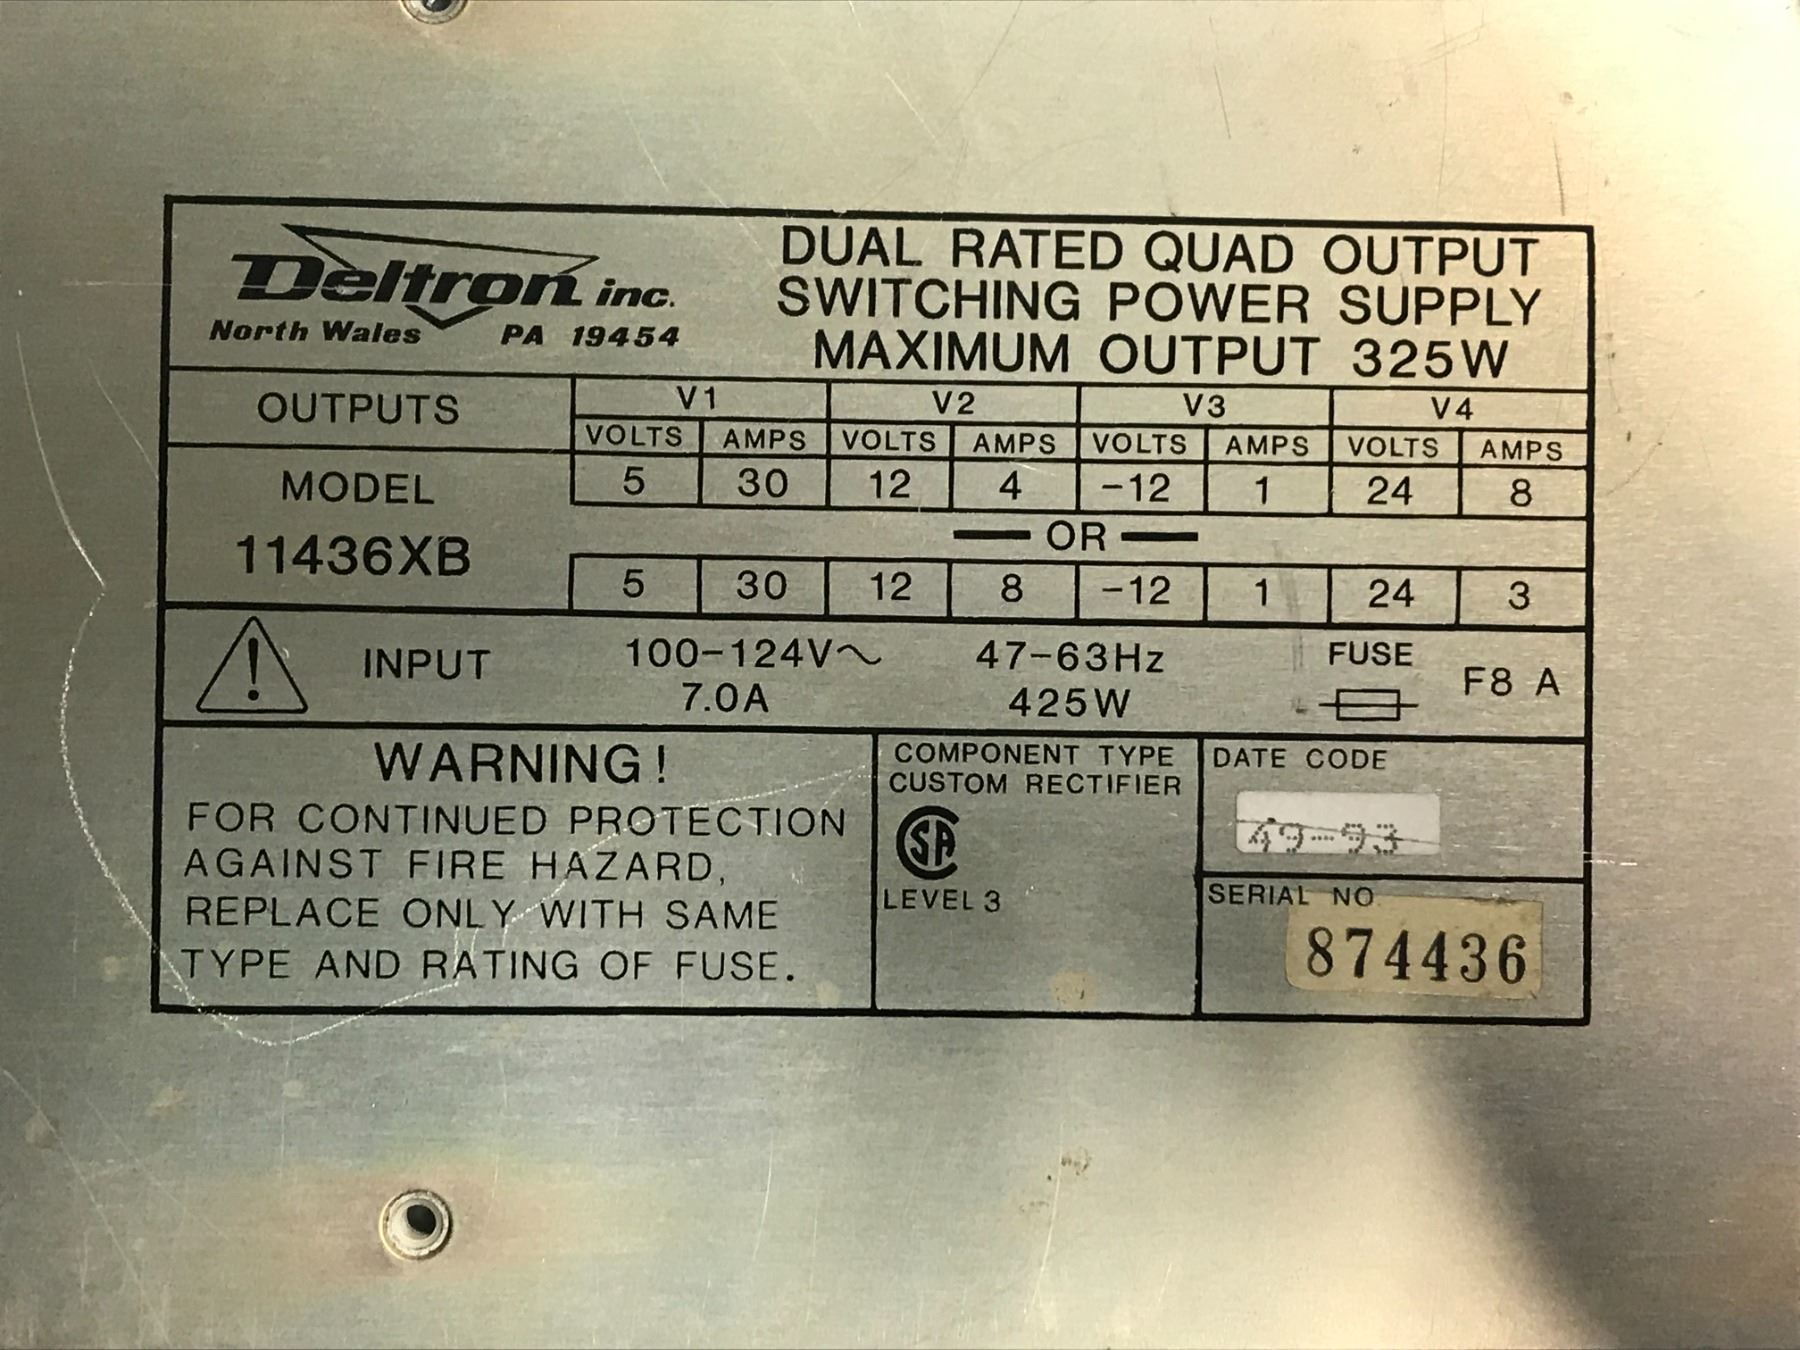 Deltron inc.
North Wales PA 19454
DUAL RATED QUAD OUTPUT
SWITCHING POWER SUPPLY
MAXIMUM OUTPUT 325W
OUTPUTS V1 V2 V3 V4
VOLTS AMPS VOLTS AMPS VOLTS AMPS VOLTS AMPS
MODEL
11436XB
5 30 12 4 -12 1 24 8
OR
5 30 12 8 -12 1 24 3
INPUT 100-124V~ 47-63Hz FUSE F8 A
7.0A 425W
WARNING!
FOR CONTINUED PROTECTION
AGAINST FIRE HAZARD,
REPLACE ONLY WITH SAME
TYPE AND RATING OF FUSE.
COMPONENT TYPE
CUSTOM RECTIFIER
CSA
LEVEL 3
DATE CODE
49-93
SERIAL NO
874436